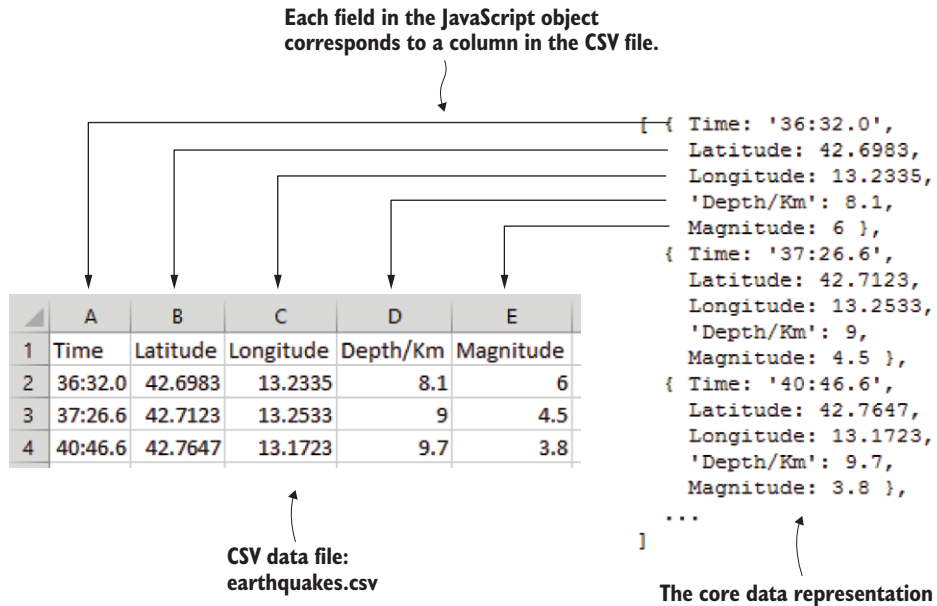 Each field in the JavaScript object
corresponds to a column in the CSV file.
[ { Time: '36:32.0',
Latitude: 42.6983,
Longitude: 13.2335,
'Depth/Km': 8.1,
Magnitude: 6 },
{ Time: '37:26.6',
Latitude: 42.7123,
Longitude: 13.2533,
'Depth/Km': 9,
Magnitude: 4.5 },
{ Time: '40:46.6',
Latitude: 42.7647,
Longitude: 13.1723,
'Depth/Km': 9.7,
Magnitude: 3.8 },
...
]
A B C D E
1 Time Latitude Longitude Depth/Km Magnitude
2 36:32.0 42.6983 13.2335 8.1 6
3 37:26.6 42.7123 13.2533 9 4.5
4 40:46.6 42.7647 13.1723 9.7 3.8
CSV data file:
earthquakes.csv
The core data representation